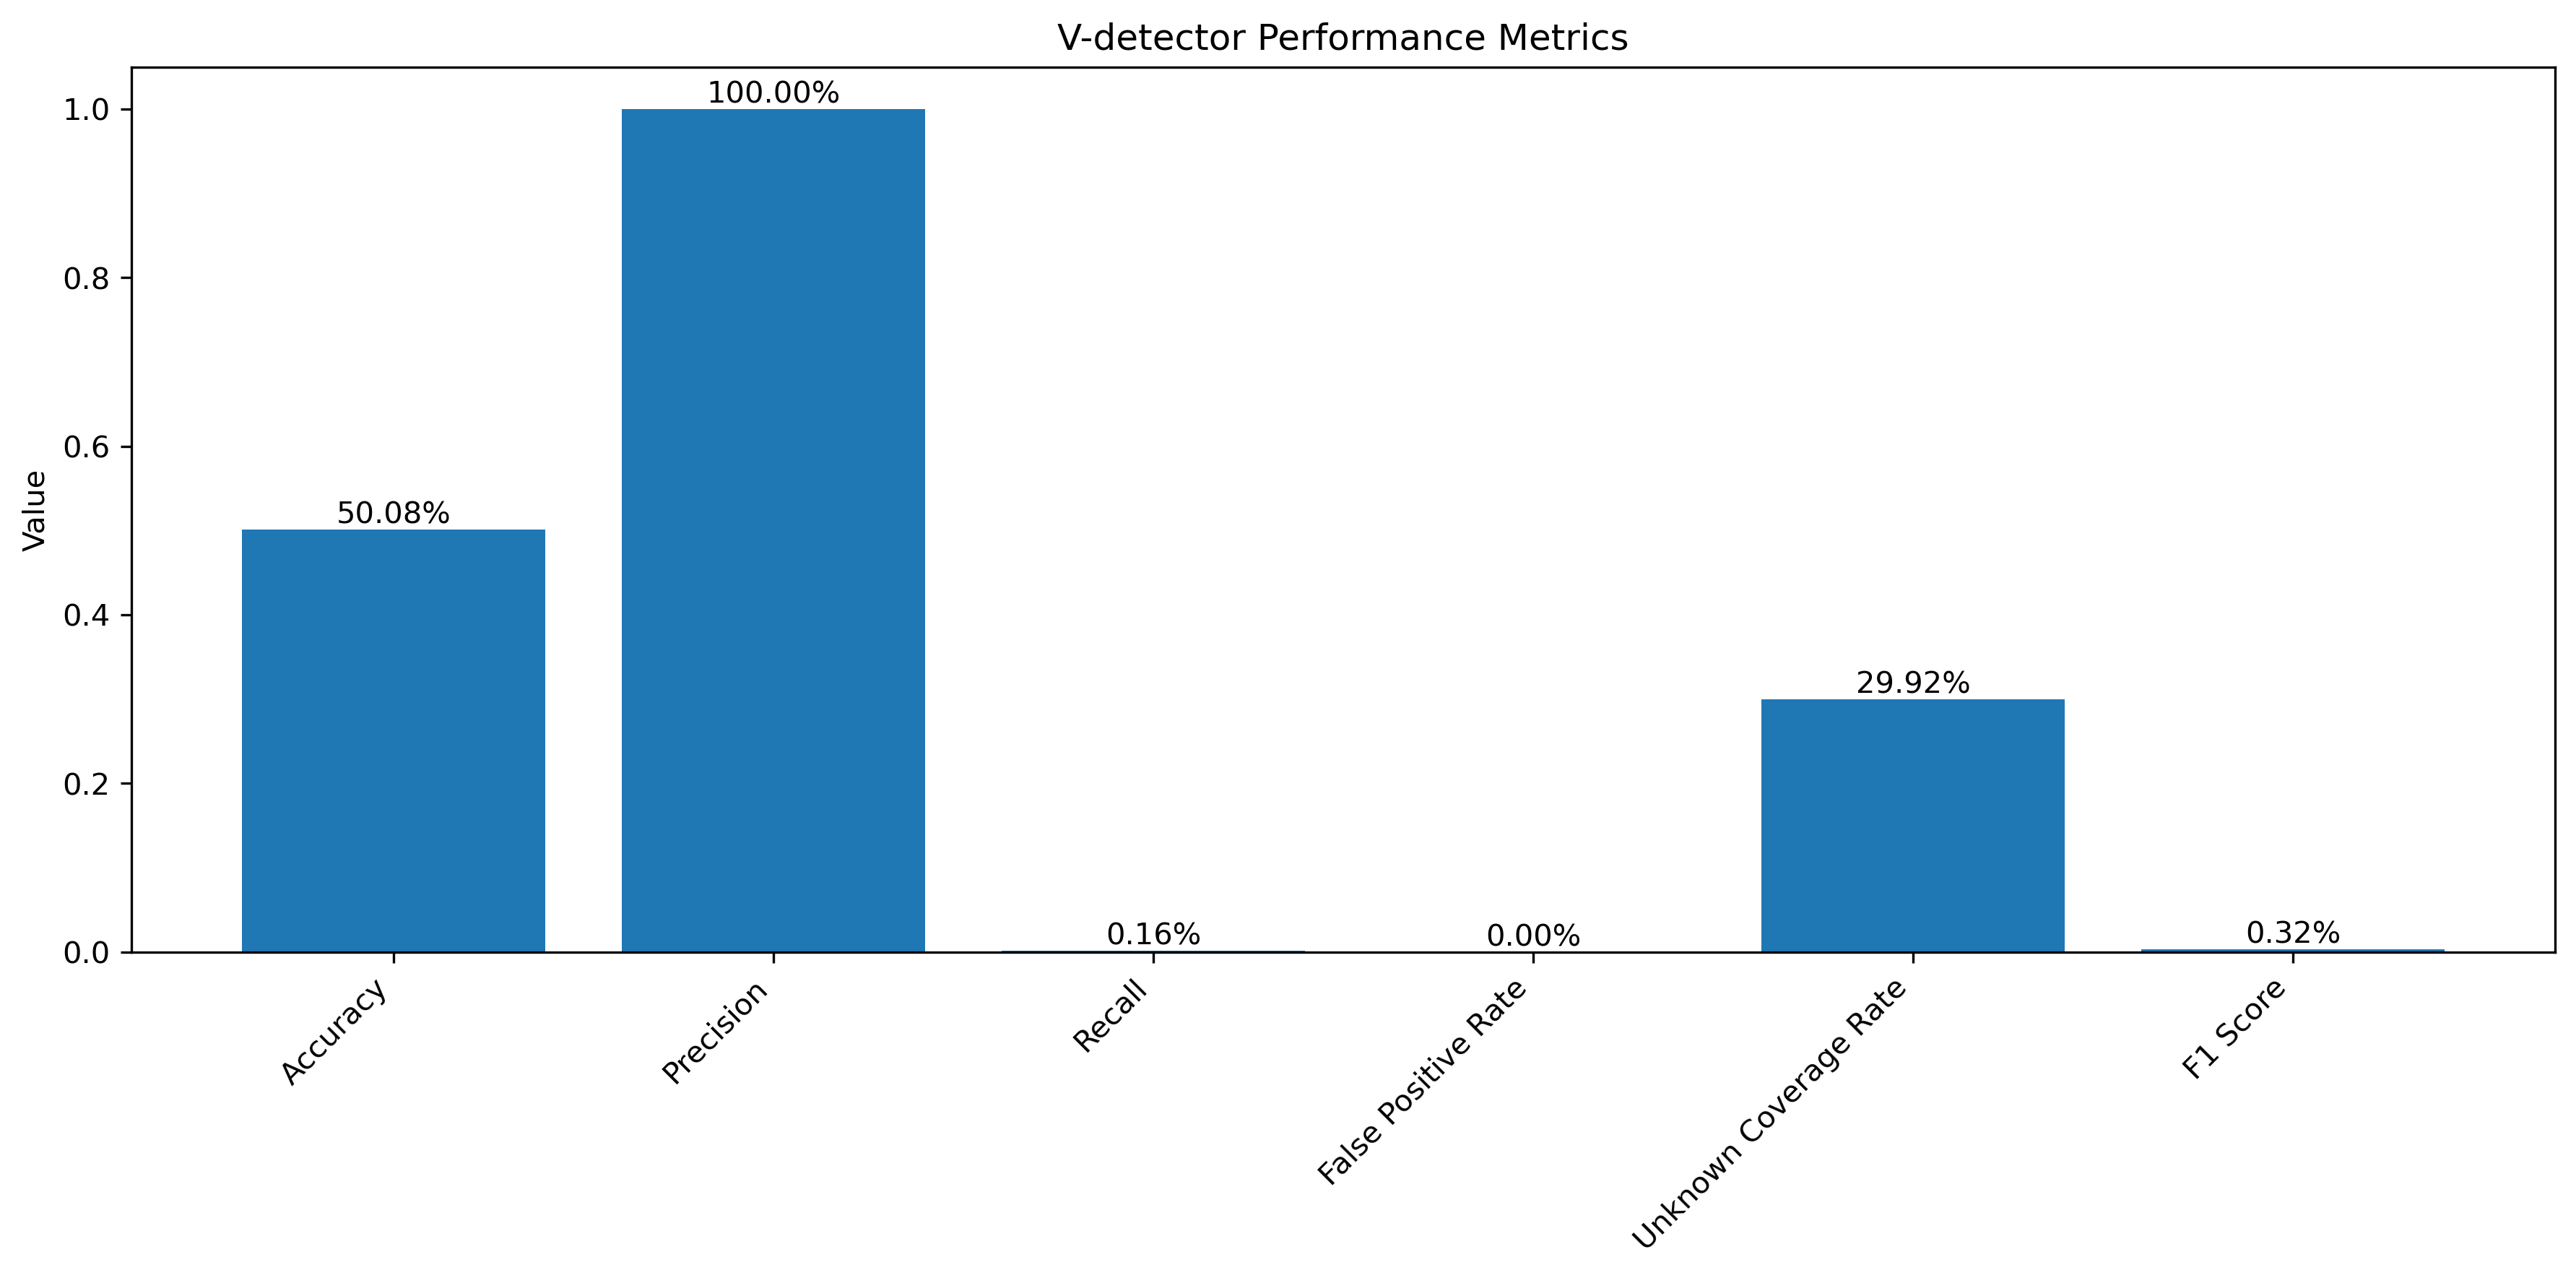 V-detector Performance Metrics
Value
1.0
0.8
0.6
0.4
0.2
0.0
50.08%
100.00%
0.16%
0.00%
29.92%
0.32%
Accuracy
Precision
Recall
False Positive Rate
Unknown Coverage Rate
F1 Score